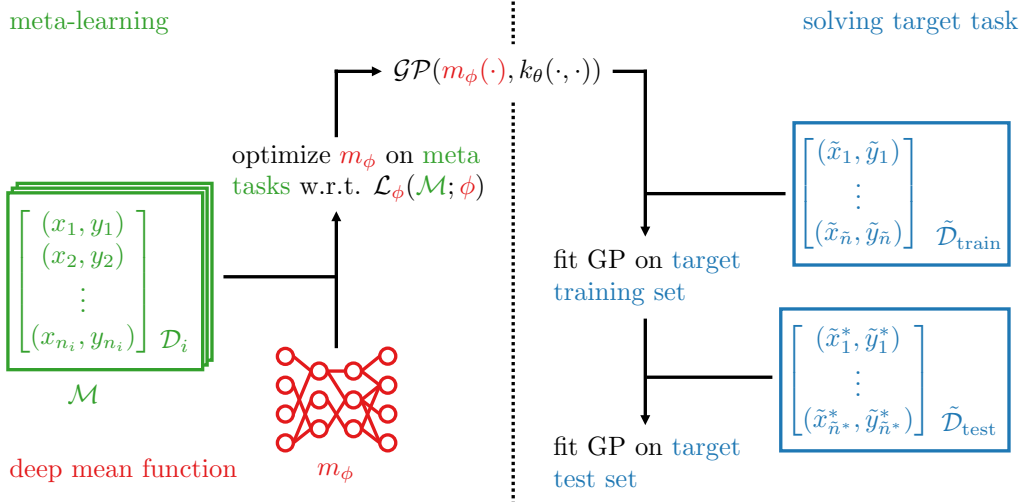 meta-learning
solving target task
𝒢𝒫(m_ϕ(·), k_θ(·, ·))
optimize m_ϕ on meta
tasks w.r.t. ℒ_ϕ(ℳ; ϕ)
(x_1, y_1)
(x_2, y_2)
⋮
(x_{n_i}, y_{n_i})
𝒟_i
ℳ
deep mean function
m_ϕ
(x̃_1, ỹ_1)
⋮
(x̃_ñ, ỹ_ñ)
𝒟̃_train
fit GP on target
training set
(x̃*_1, ỹ*_1)
⋮
(x̃*_{ñ*}, ỹ*_{ñ*})
𝒟̃_test
fit GP on target
test set